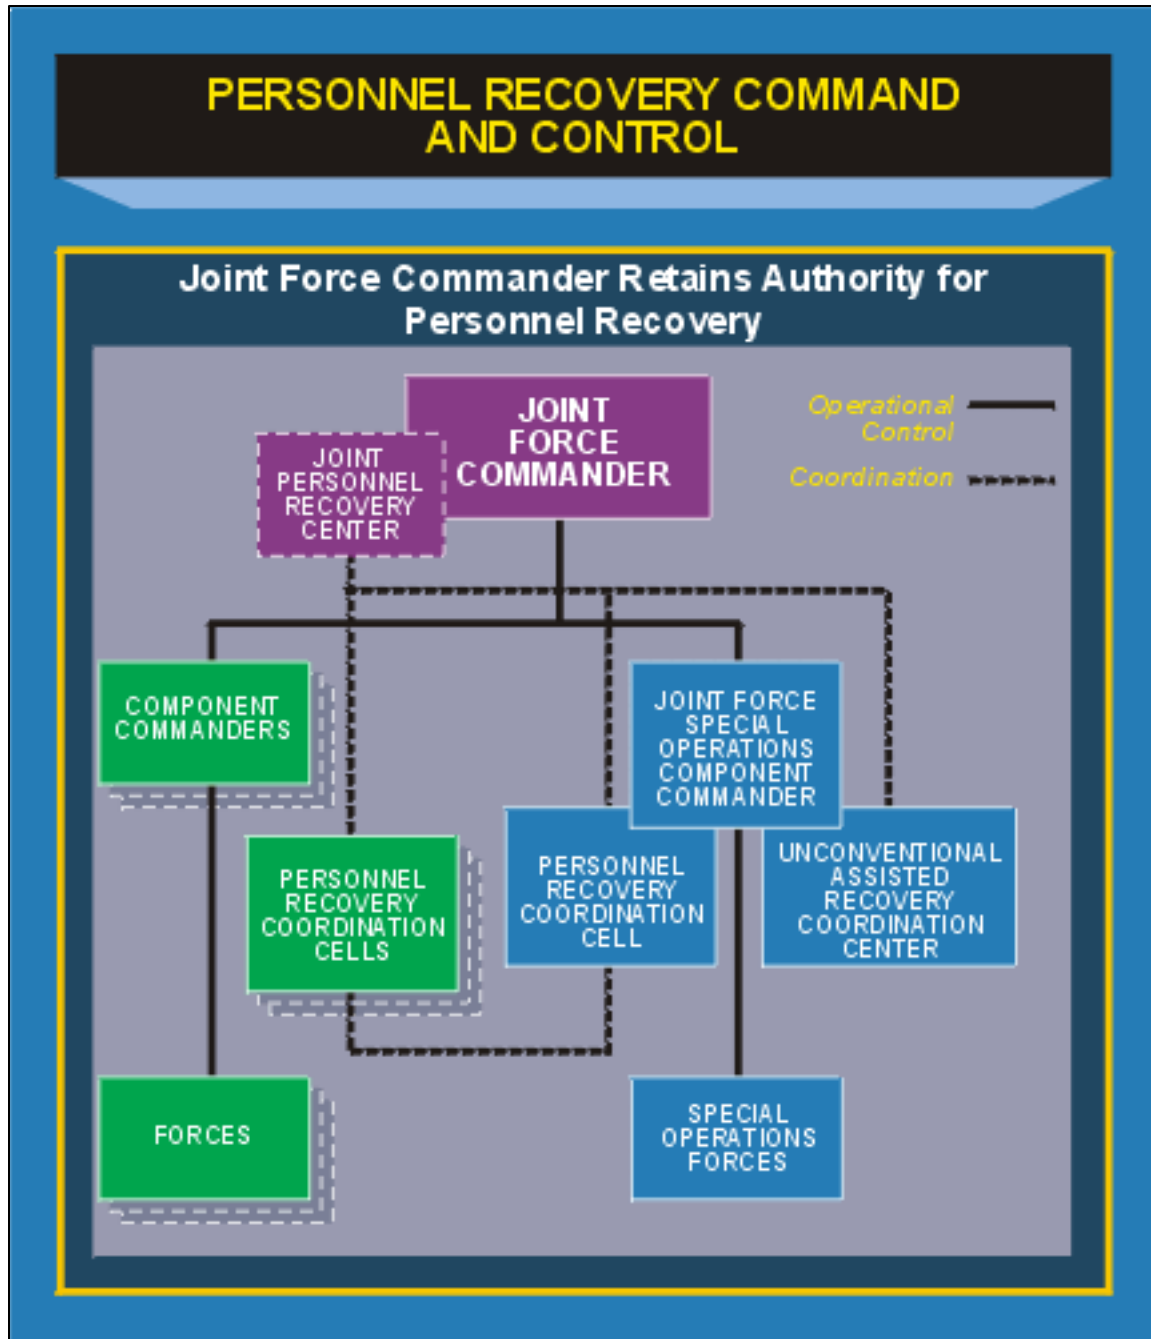 PERSONNEL RECOVERY COMMAND
AND CONTROL
Joint Force Commander Retains Authority for
Personnel Recovery
JOINT
FORCE
COMMANDER
Operational
Control
Coordination
JOINT
PERSONNEL
RECOVERY
CENTER
COMPONENT
COMMANDERS
JOINT FORCE
SPECIAL
OPERATIONS
COMPONENT
COMMANDER
PERSONNEL
RECOVERY
COORDINATION
CELLS
PERSONNEL
RECOVERY
COORDINATION
CELL
UNCONVENTIONAL
ASSISTED
RECOVERY
COORDINATION
CENTER
FORCES
SPECIAL
OPERATIONS
FORCES